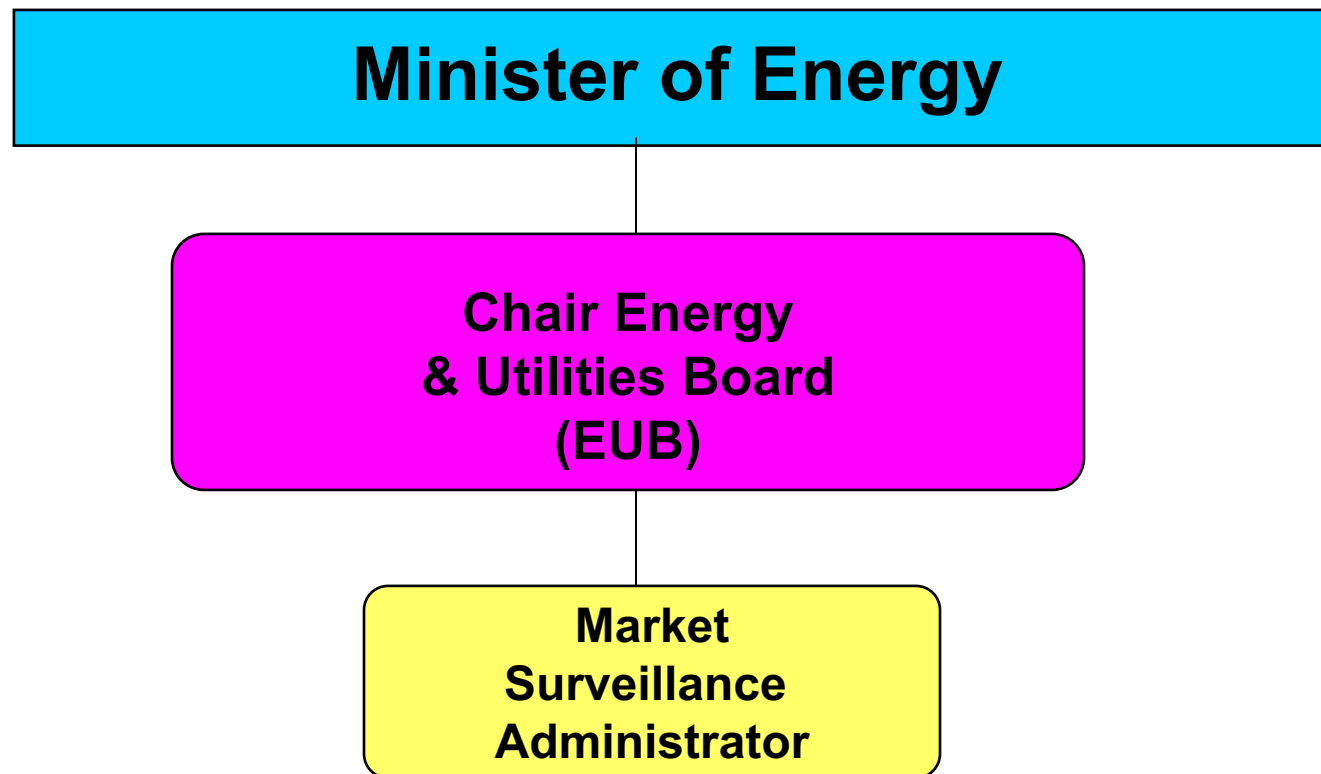 Minister of Energy
Chair Energy
& Utilities Board
(EUB)
Market
Surveillance
Administrator